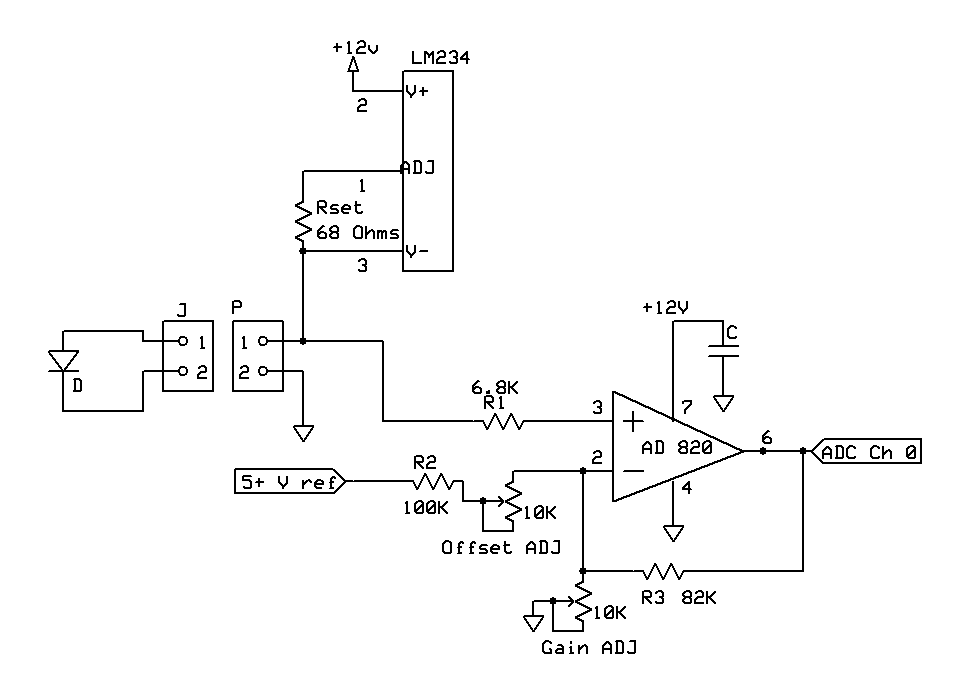 +12v
LM234
V+
2
ADJ
1
Rset
68 Ohms
V-
3
J
P
1
1
2
2
D
+12V
C
6.8K
R1
3
7
+
AD 820
6
ADC Ch 0
2
-
4
R2
5+ V ref
100K
10K
Offset ADJ
R3 82K
10K
Gain ADJ